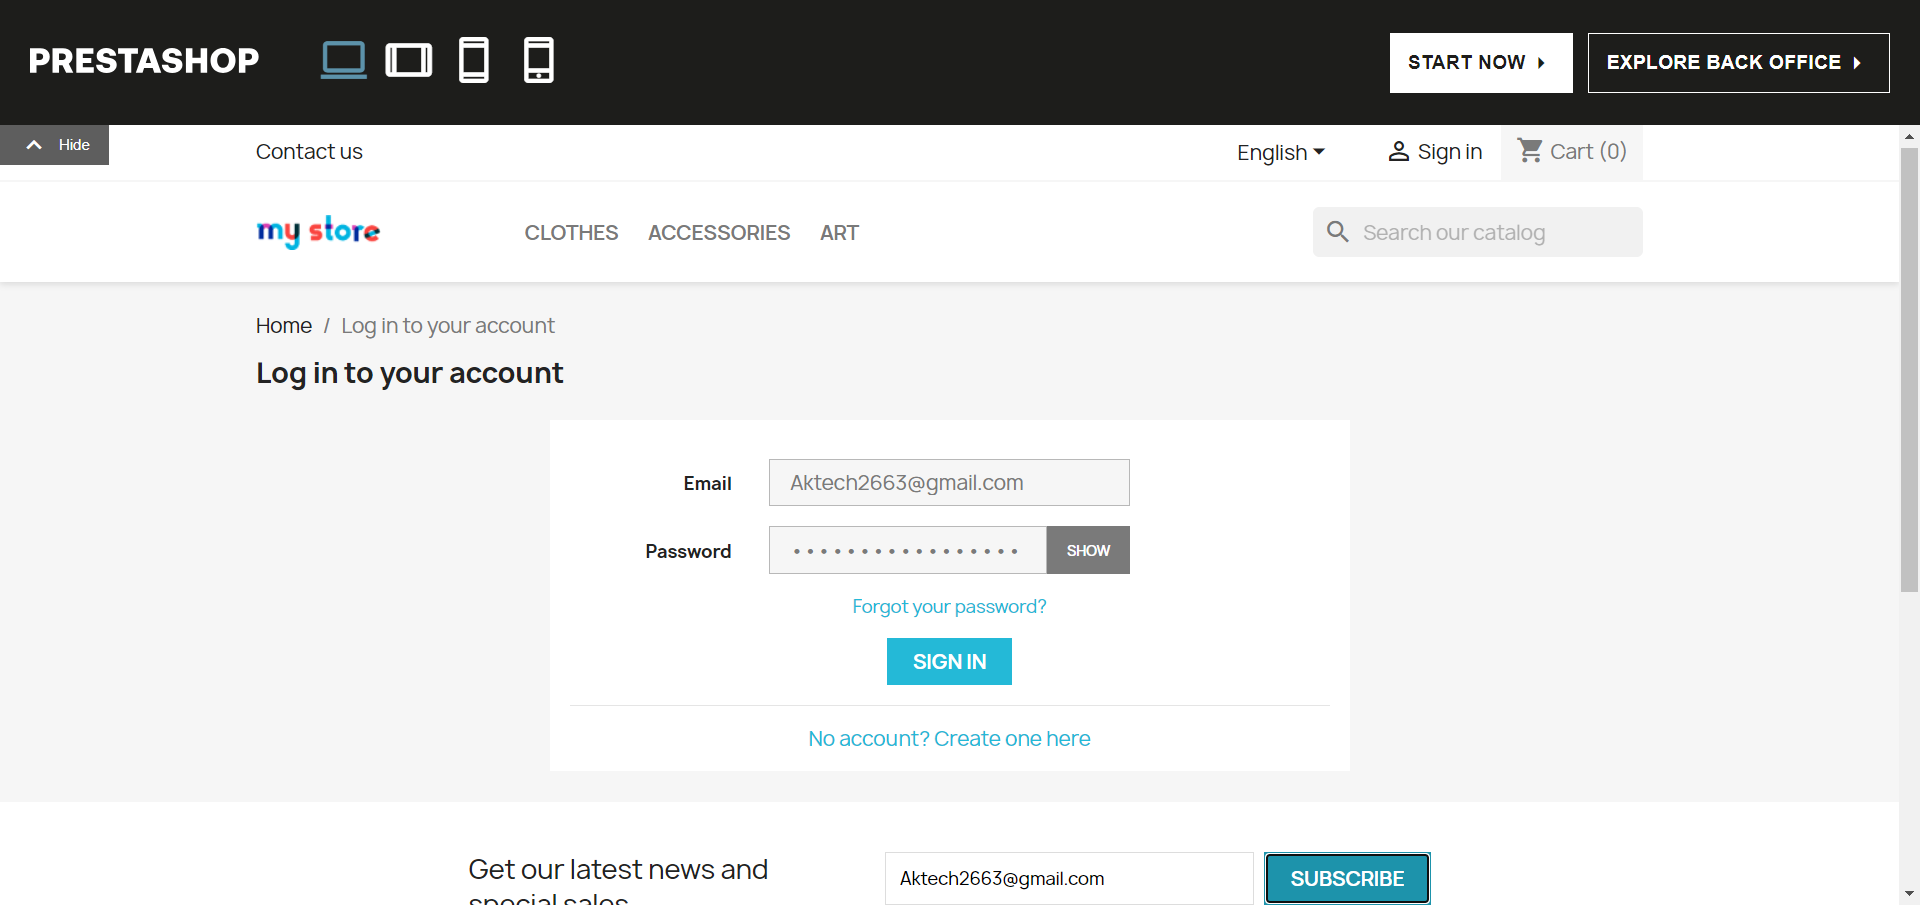 PRESTASHOP
START NOW
EXPLORE BACK OFFICE
Hide
Contact us
English
Sign in
Cart (0)
my store
CLOTHES
ACCESSORIES
ART
Search our catalog
Home / Log in to your account
Log in to your account
Email
Aktech2663@gmail.com
Password
•••••••••••••••••
SHOW
Forgot your password?
SIGN IN
No account? Create one here
Get our latest news and
special sales
Aktech2663@gmail.com
SUBSCRIBE